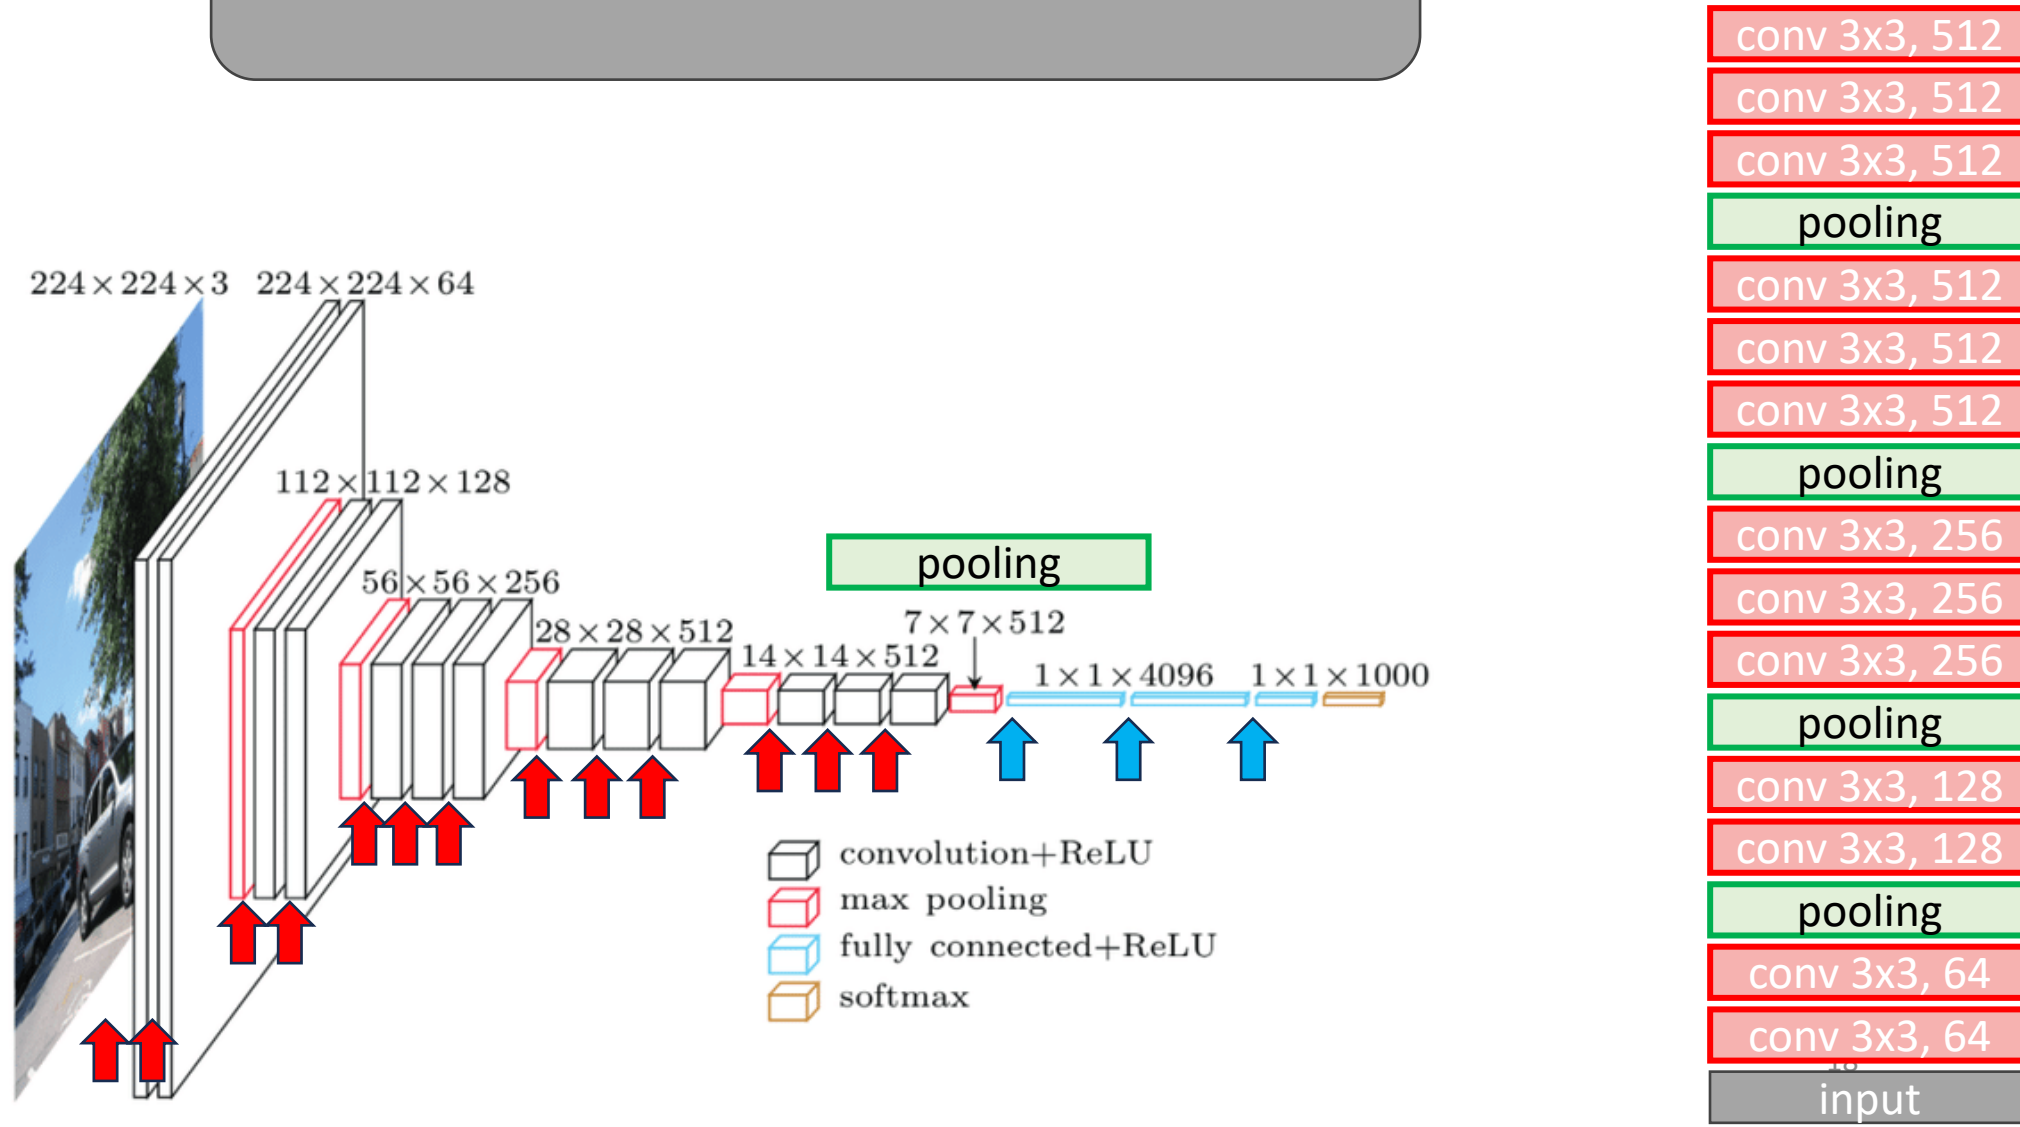 224×224×3
224×224×64
112×112×128
56×56×256
28×28×512
14×14×512
pooling
7×7×512
1×1×4096
1×1×1000
convolution+ReLU
max pooling
fully connected+ReLU
softmax
conv 3x3, 512
conv 3x3, 512
conv 3x3, 512
pooling
conv 3x3, 512
conv 3x3, 512
conv 3x3, 512
pooling
conv 3x3, 256
conv 3x3, 256
conv 3x3, 256
pooling
conv 3x3, 128
conv 3x3, 128
pooling
conv 3x3, 64
conv 3x3, 64
input